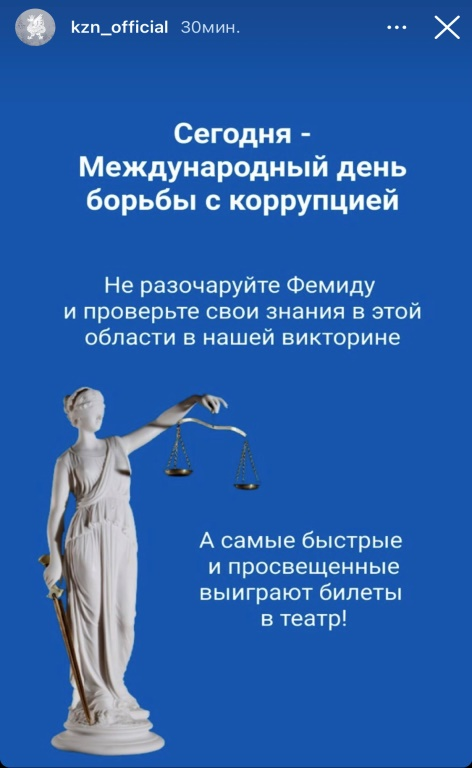 kzn_official 30мин.
Сегодня -
Международный день
борьбы с коррупцией
Не разочаруйте Фемиду
и проверьте свои знания в этой
области в нашей викторине
А самые быстрые
и просвещенные
выиграют билеты
в театр!